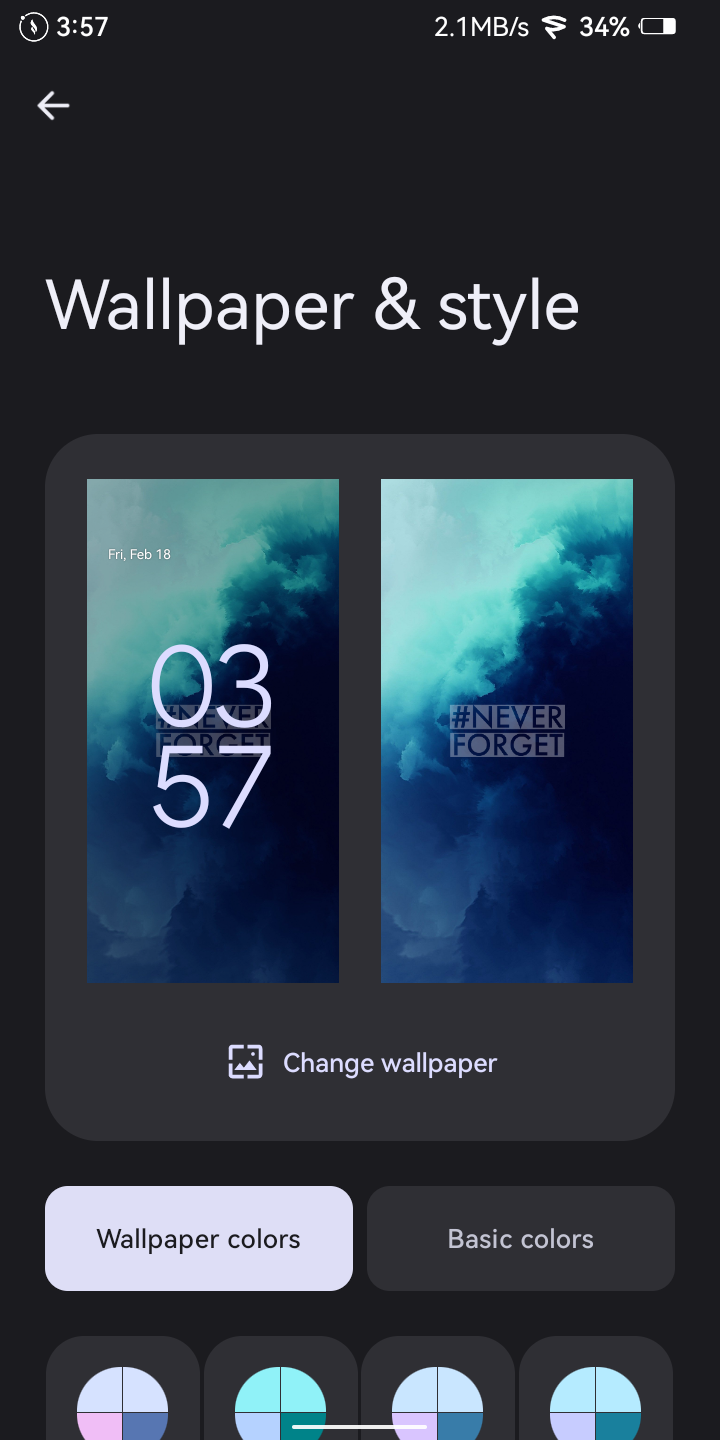 3:57
2.1MB/s
34%
Wallpaper & style
Fri, Feb 18
03
57
#NEVER
FORGET
#NEVER
FORGET
Change wallpaper
Wallpaper colors
Basic colors